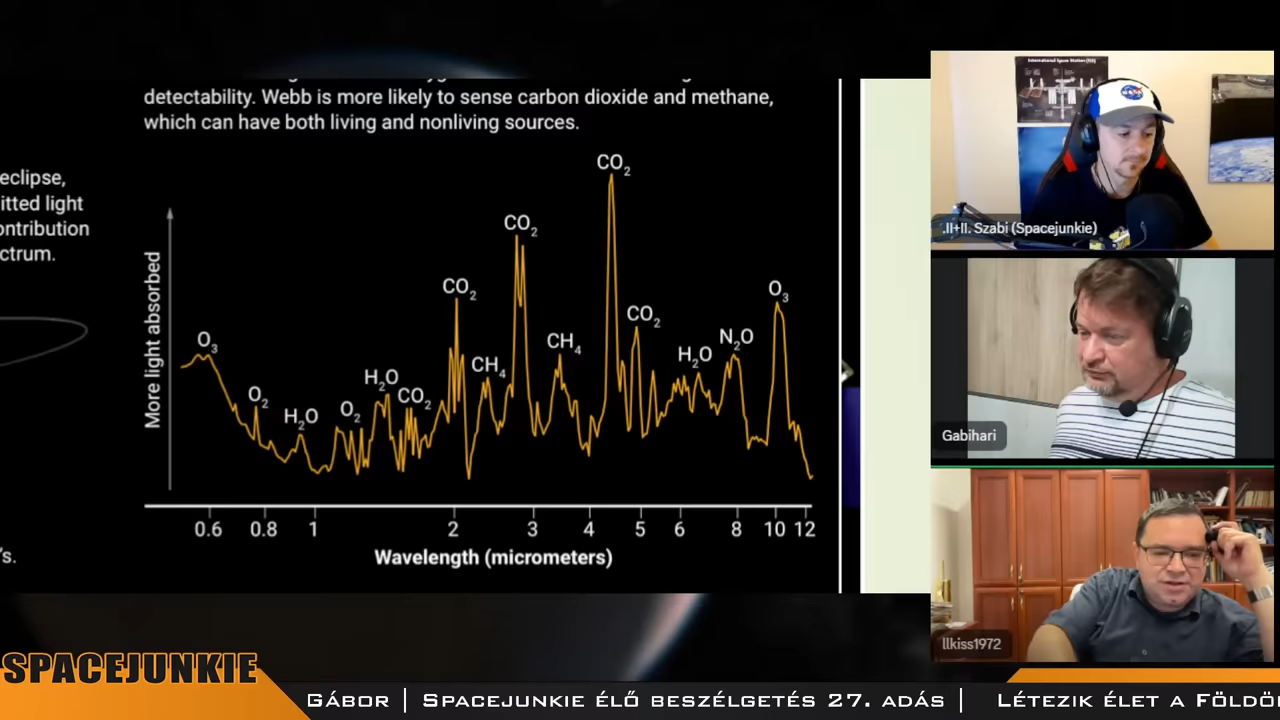 detectability. Webb is more likely to sense carbon dioxide and methane,
which can have both living and nonliving sources.
eclipse,
itted light
ontribution
ctrum.
's.
More light absorbed
O3
O2
H2O
O2
H2O
CO2
CO2
CH4
CO2
CH4
CO2
CO2
H2O
N2O
O3
0.6 0.8 1 2 3 4 5 6 8 10 12
Wavelength (micrometers)
International Space Station (ISS)
.II+II. Szabi (Spacejunkie)
Gabihari
llkiss1972
SPACEJUNKIE
GÁBOR | SPACEJUNKIE ÉLŐ BESZÉLGETÉS 27. ADÁS | LÉTEZIK ÉLET A FÖLDÖ